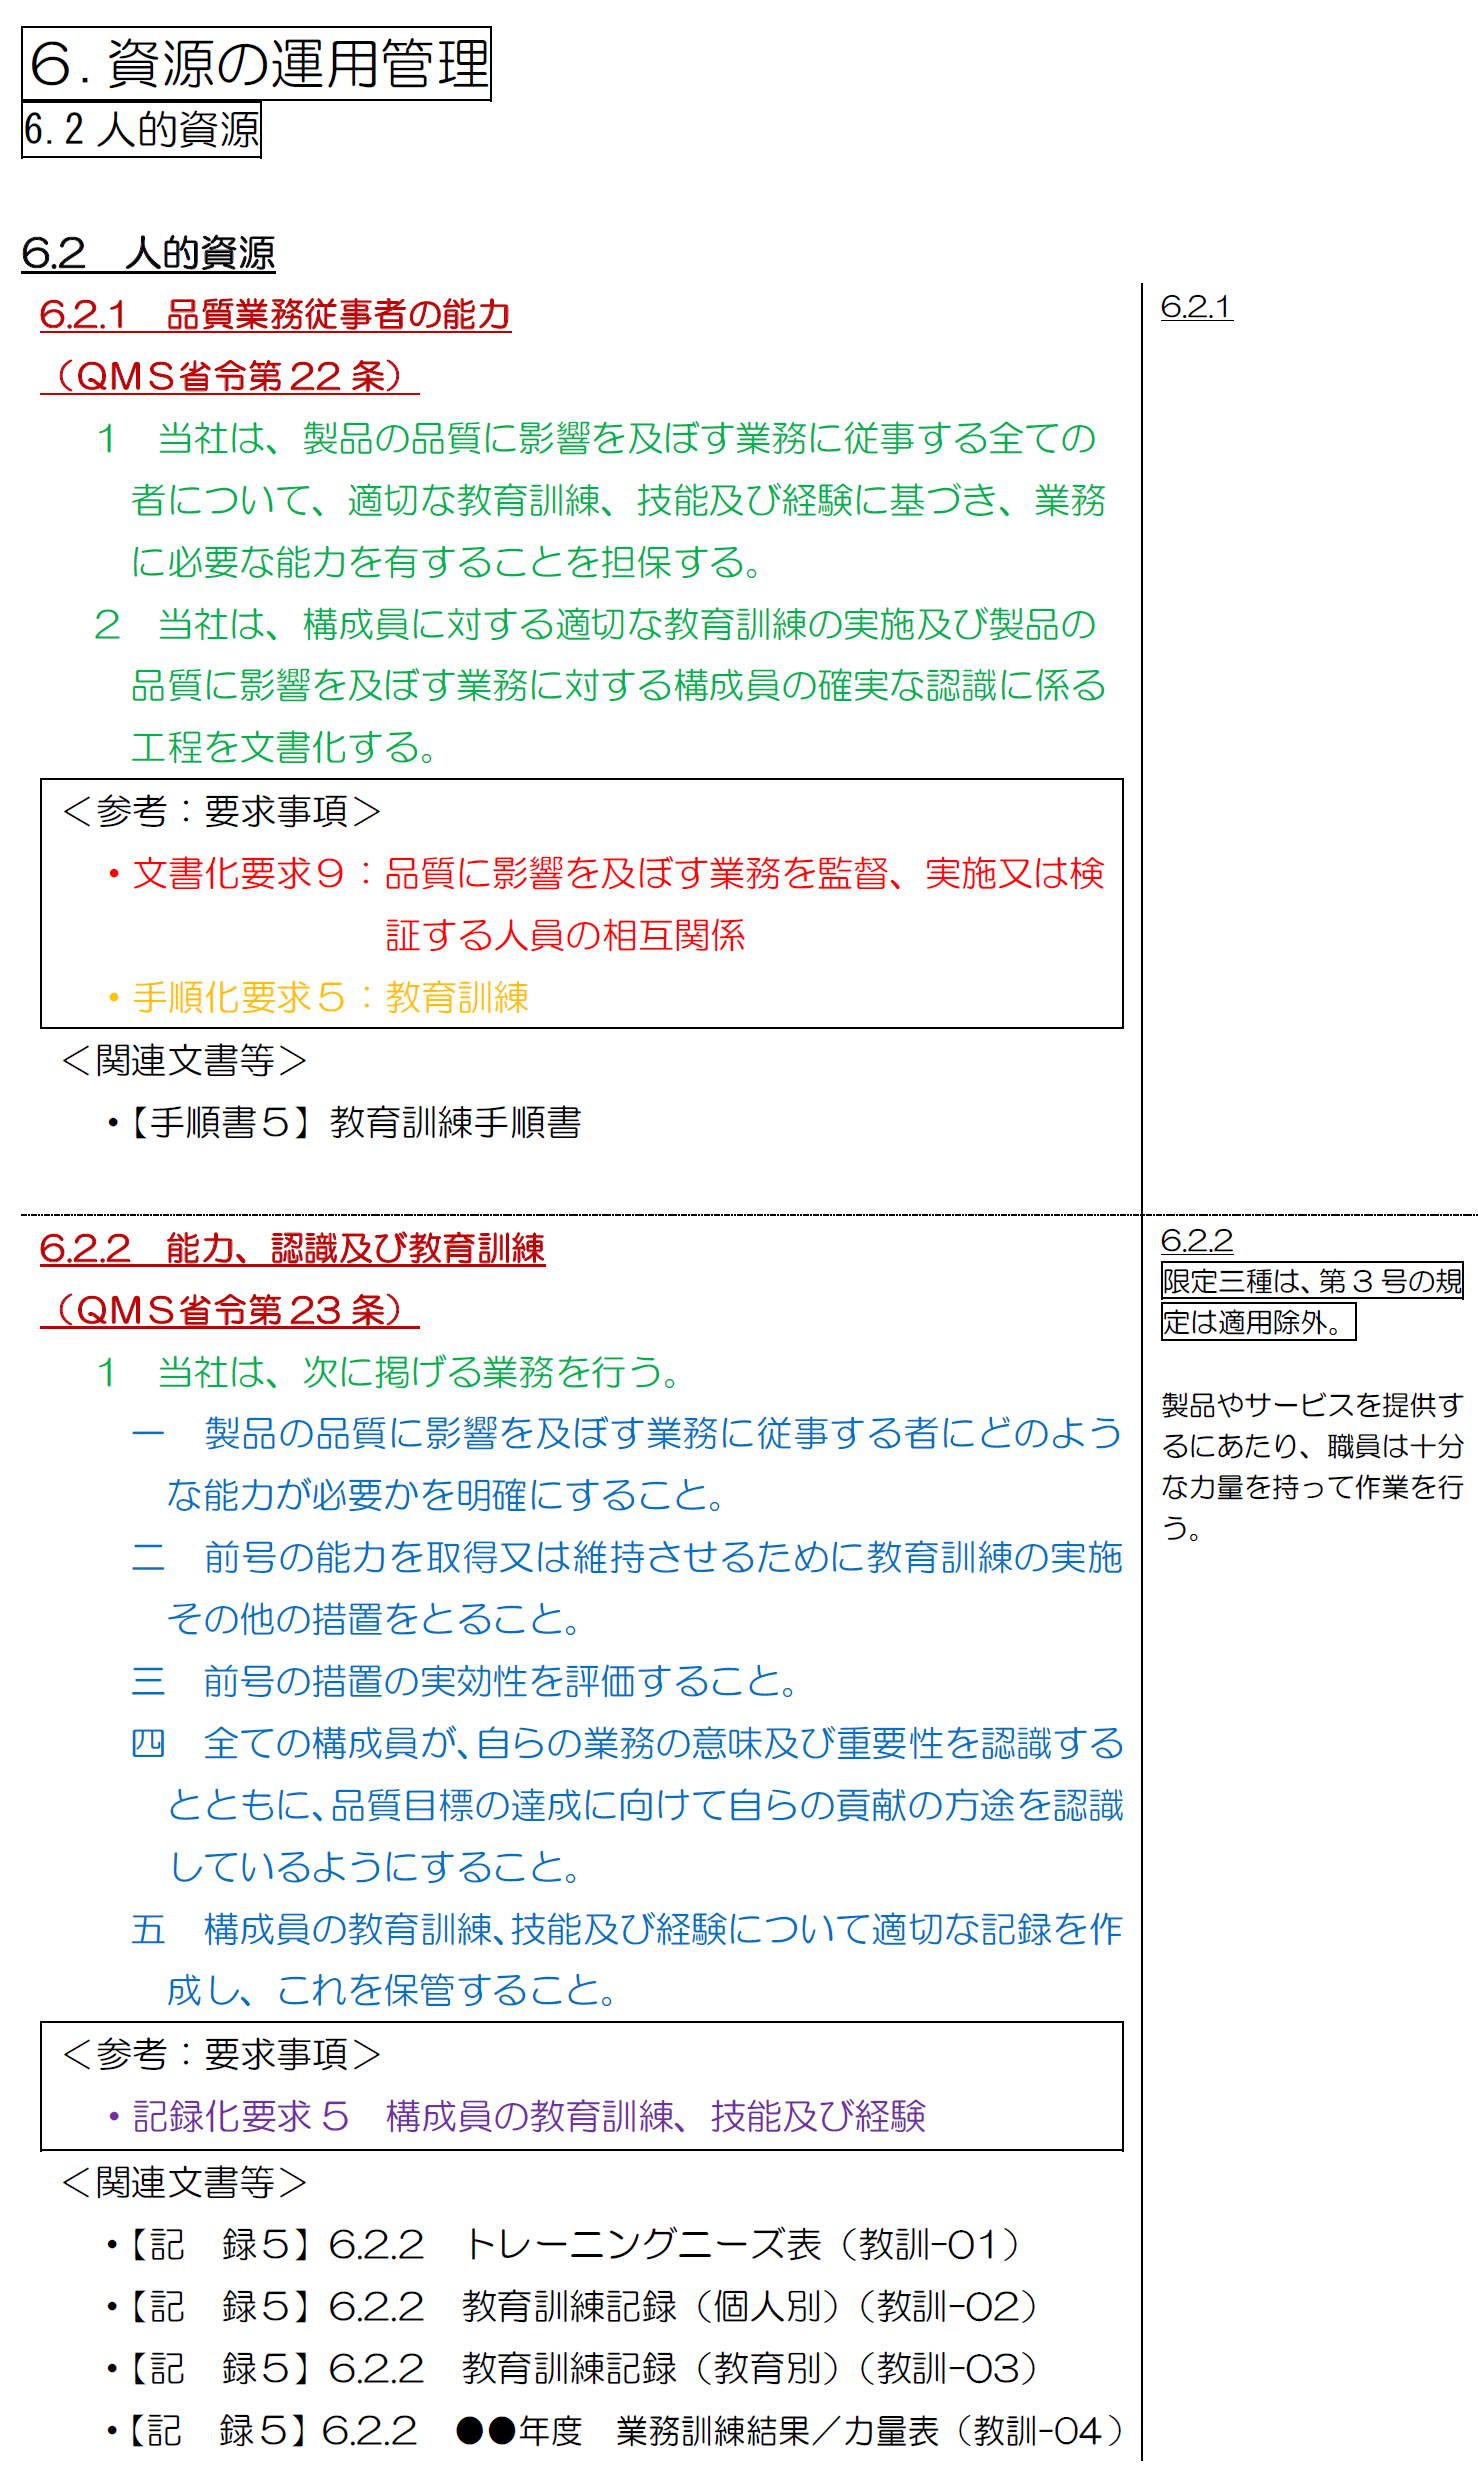 ６.資源の運用管理
6.2 人的資源
6.2　人的資源
6.2.1　品質業務従事者の能力
（ＱＭＳ省令第 22 条）
１　当社は、製品の品質に影響を及ぼす業務に従事する全ての
者について、適切な教育訓練、技能及び経験に基づき、業務
に必要な能力を有することを担保する。
２　当社は、構成員に対する適切な教育訓練の実施及び製品の
品質に影響を及ぼす業務に対する構成員の確実な認識に係る
工程を文書化する。
＜参考：要求事項＞
・文書化要求９：品質に影響を及ぼす業務を監督、実施又は検
証する人員の相互関係
・手順化要求５：教育訓練
＜関連文書等＞
・【手順書５】教育訓練手順書
6.2.1
6.2.2　能力、認識及び教育訓練
（ＱＭＳ省令第 23 条）
１　当社は、次に掲げる業務を行う。
一　製品の品質に影響を及ぼす業務に従事する者にどのよう
な能力が必要かを明確にすること。
二　前号の能力を取得又は維持させるために教育訓練の実施
その他の措置をとること。
三　前号の措置の実効性を評価すること。
四　全ての構成員が、自らの業務の意味及び重要性を認識する
とともに、品質目標の達成に向けて自らの貢献の方途を認識
しているようにすること。
五　構成員の教育訓練、技能及び経験について適切な記録を作
成し、これを保管すること。
＜参考：要求事項＞
・記録化要求 5　構成員の教育訓練、技能及び経験
＜関連文書等＞
・【記　録５】6.2.2　トレーニングニーズ表（教訓-01）
・【記　録５】6.2.2　教育訓練記録（個人別）（教訓-02）
・【記　録５】6.2.2　教育訓練記録（教育別）（教訓-03）
・【記　録５】6.2.2　●●年度　業務訓練結果／力量表（教訓-04）
6.2.2
限定三種は、第 3 号の規
定は適用除外。
製品やサービスを提供す
るにあたり、職員は十分
な力量を持って作業を行
う。